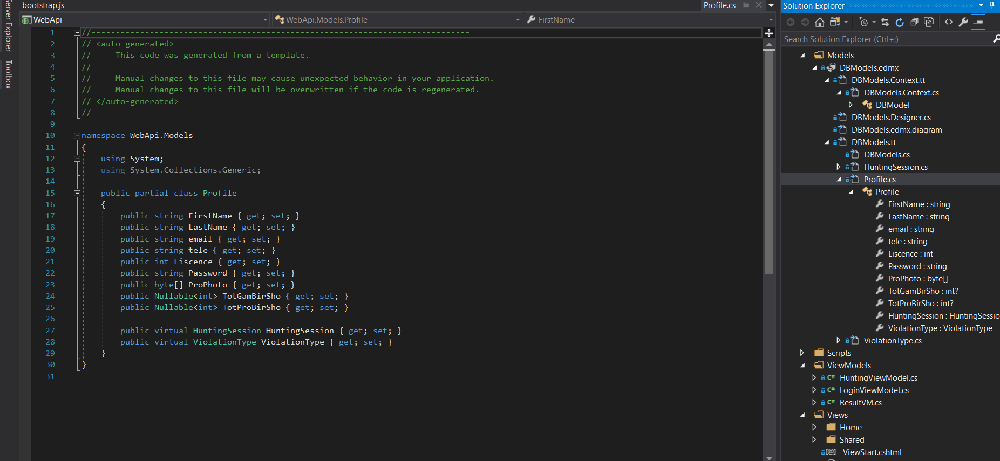 bootstrap.js
Profile.cs
Server Explorer
Toolbox
WebApi
WebApi.Models.Profile
FirstName
1 //------------------------------------------------------------------------------
2 // <auto-generated>
3 //     This code was generated from a template.
4 //
5 //     Manual changes to this file may cause unexpected behavior in your application.
6 //     Manual changes to this file will be overwritten if the code is regenerated.
7 // </auto-generated>
8 //------------------------------------------------------------------------------
9
10 namespace WebApi.Models
11 {
12     using System;
13     using System.Collections.Generic;
14
15     public partial class Profile
16     {
17         public string FirstName { get; set; }
18         public string LastName { get; set; }
19         public string email { get; set; }
20         public string tele { get; set; }
21         public int Liscence { get; set; }
22         public string Password { get; set; }
23         public byte[] ProPhoto { get; set; }
24         public Nullable<int> TotGamBirSho { get; set; }
25         public Nullable<int> TotProBirSho { get; set; }
26
27         public virtual HuntingSession HuntingSession { get; set; }
28         public virtual ViolationType ViolationType { get; set; }
29     }
30 }
31
Solution Explorer
Search Solution Explorer (Ctrl+;)
Models
DBModels.edmx
DBModels.Context.tt
DBModels.Context.cs
DBModel
DBModels.Designer.cs
DBModels.edmx.diagram
DBModels.tt
DBModels.cs
HuntingSession.cs
Profile.cs
Profile
FirstName : string
LastName : string
email : string
tele : string
Liscence : int
Password : string
ProPhoto : byte[]
TotGamBirSho : int?
TotProBirSho : int?
HuntingSession : HuntingSessio
ViolationType : ViolationType
ViolationType.cs
Scripts
ViewModels
C# HuntingViewModel.cs
C# LoginViewModel.cs
C# ResultVM.cs
Views
Home
Shared
[@] _ViewStart.cshtml